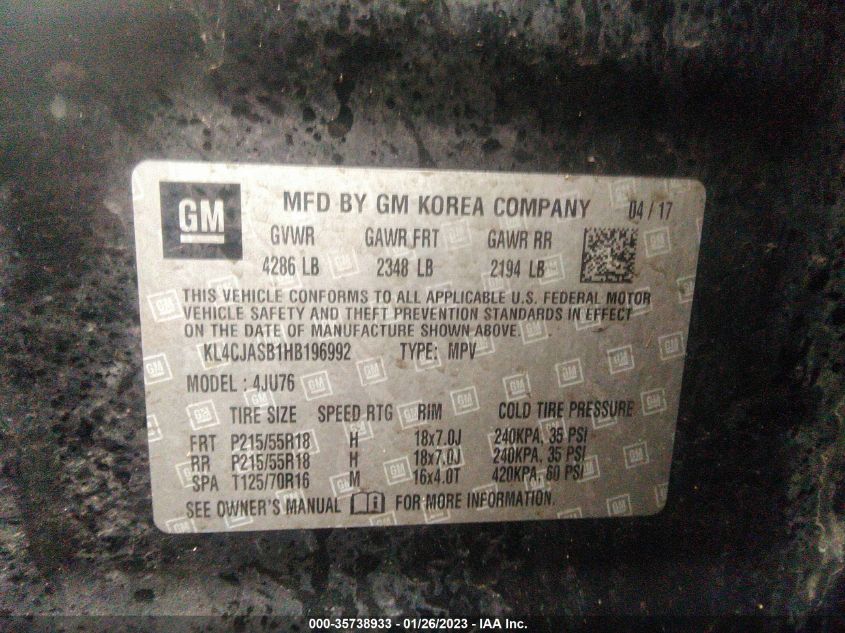 GM MFD BY GM KOREA COMPANY 04 / 17
GVWR GAWR FRT GAWR RR
4286 LB 2348 LB 2194 LB
THIS VEHICLE CONFORMS TO ALL APPLICABLE U.S. FEDERAL MOTOR
VEHICLE SAFETY AND THEFT PREVENTION STANDARDS IN EFFECT
ON THE DATE OF MANUFACTURE SHOWN ABOVE.
KL4CJASB1HB196992 TYPE: MPV
MODEL : 4JU76
TIRE SIZE SPEED RTG RIM COLD TIRE PRESSURE
FRT P215/55R18 H 18x7.0J 240KPA, 35 PSI
RR P215/55R18 H 18x7.0J 240KPA, 35 PSI
SPA T125/70R16 M 16x4.0T 420KPA, 60 PSI
SEE OWNER'S MANUAL FOR MORE INFORMATION.
000-35738933 - 01/26/2023 - IAA Inc.